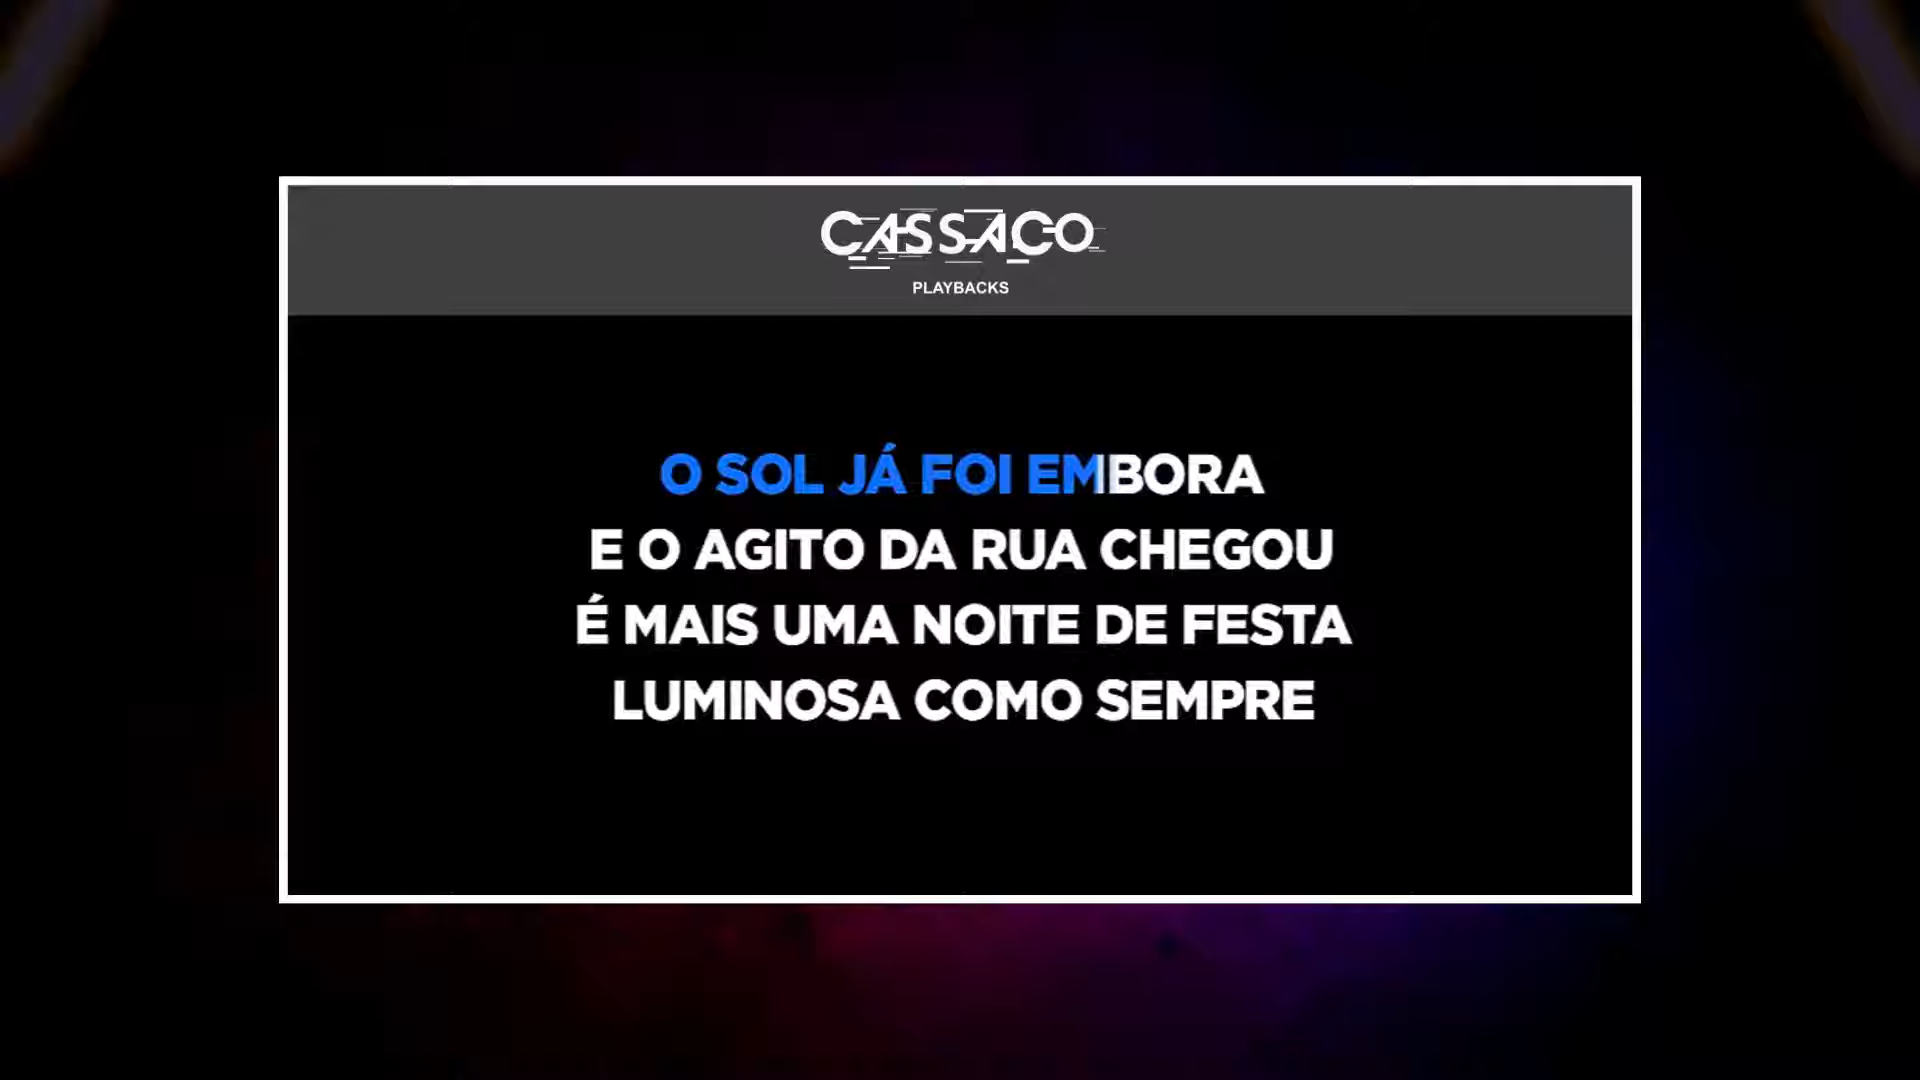 CASSACO
PLAYBACKS
O SOL JÁ FOI EMBORA
E O AGITO DA RUA CHEGOU
É MAIS UMA NOITE DE FESTA
LUMINOSA COMO SEMPRE